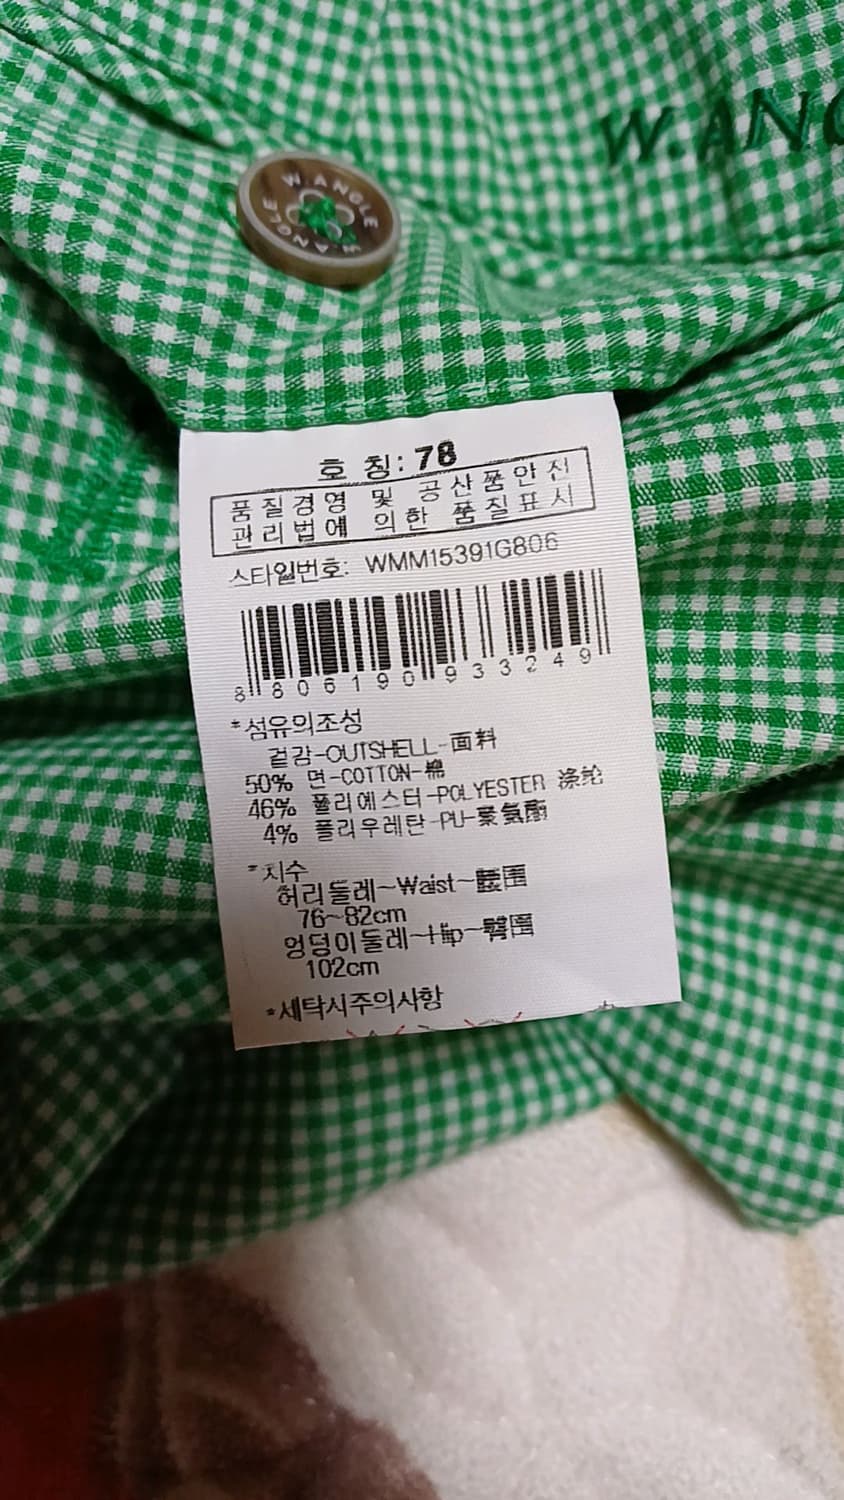 W.ANG
W.ANGLE W.ANGLE
호 칭: 78
품질경영 및 공산품안전
관리법에 의한 품질표시
스타일번호: WMM15391G806
8 806190 933249
*섬유의조성
겉감-OUTSHELL-面料
50% 면-COTTON-棉
46% 폴리에스터-POLYESTER 涤纶
4% 폴리우레탄-PU-聚氨酯
*치수
허리둘레~Waist~腰围
76~82cm
엉덩이둘레~Hip~臀围
102cm
*세탁시주의사항